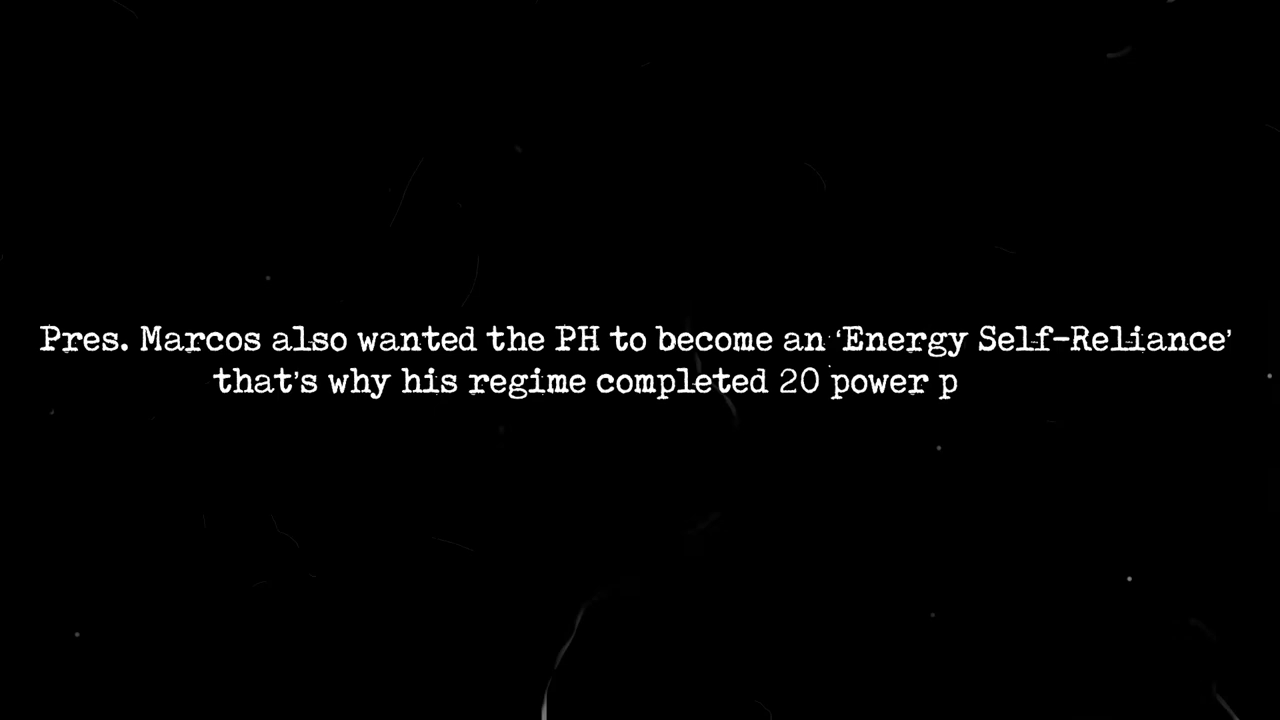 Pres. Marcos also wanted the PH to become an ‘Energy Self-Reliance’
that's why his regime completed 20 power p